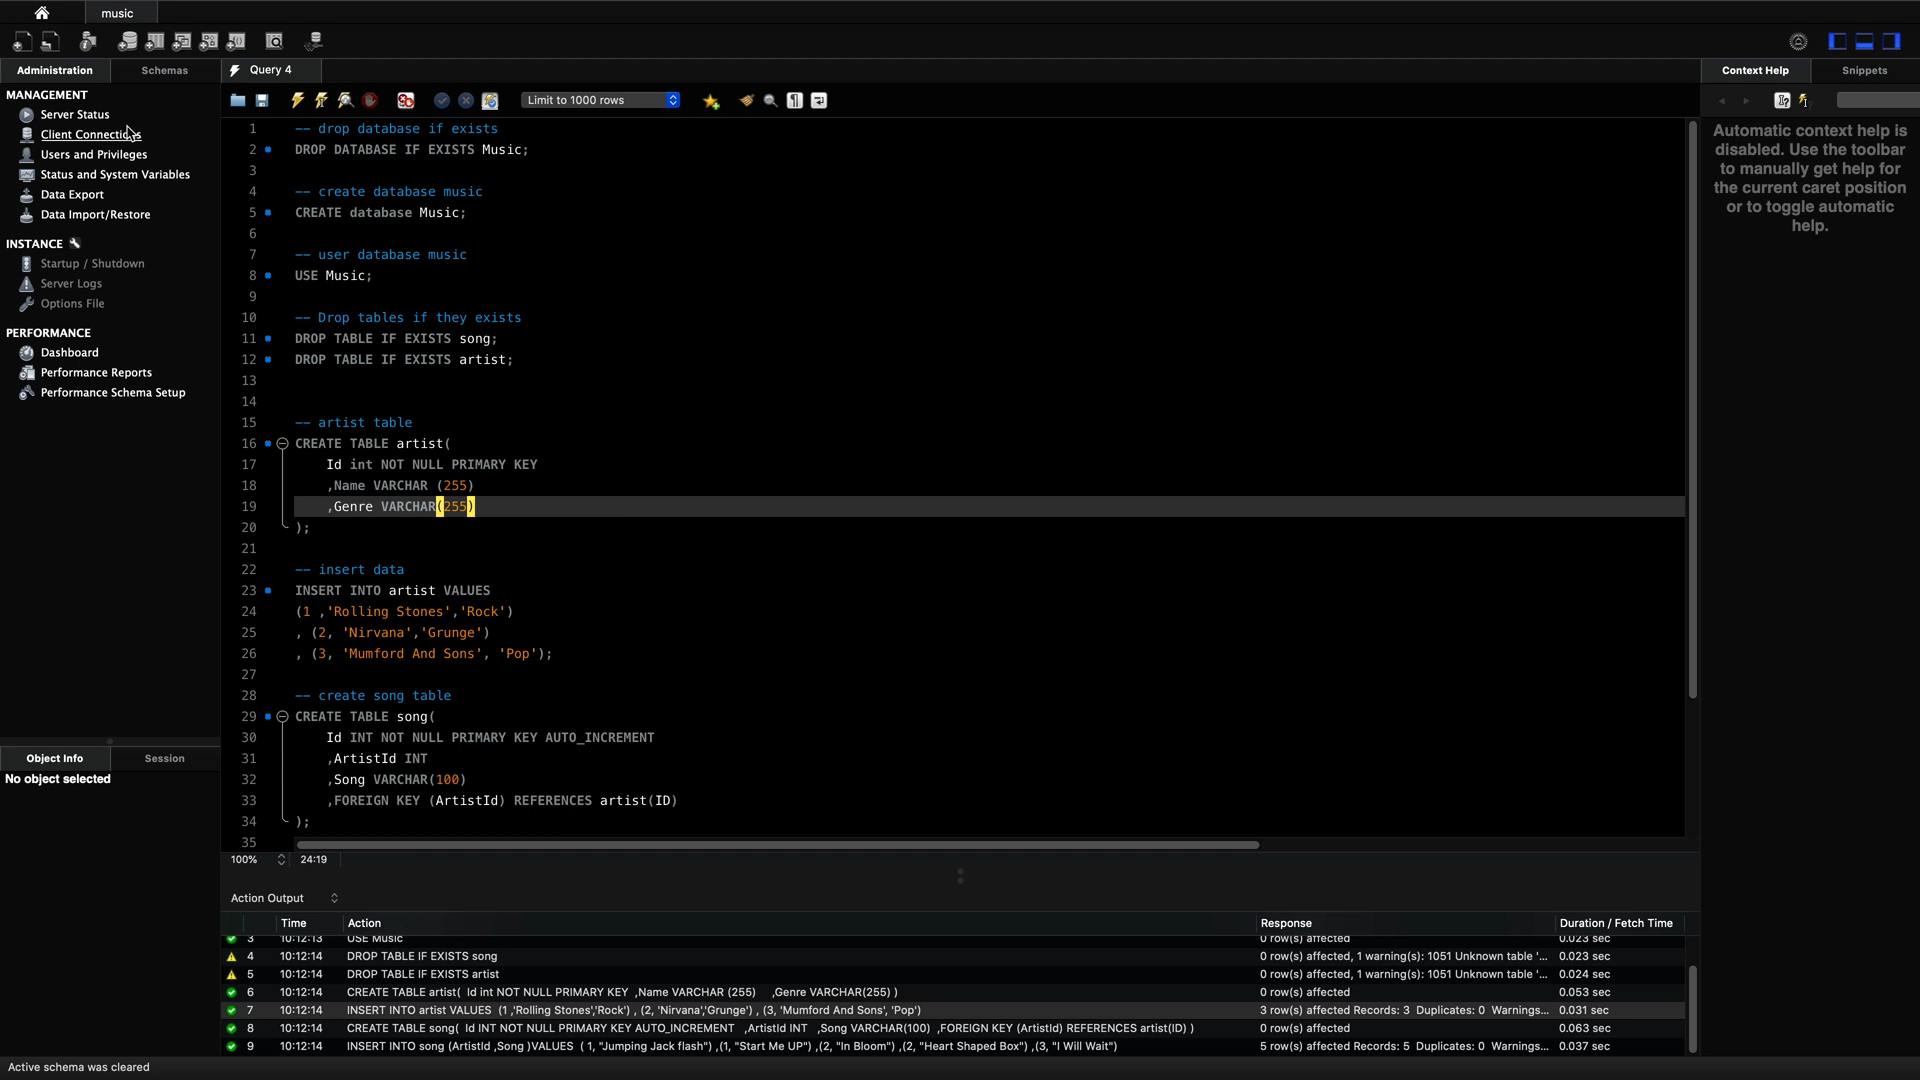 music
Administration
Schemas
Query 4
Context Help
Snippets
MANAGEMENT
Server Status
Client Connections
Users and Privileges
Status and System Variables
Data Export
Data Import/Restore
INSTANCE
Startup / Shutdown
Server Logs
Options File
PERFORMANCE
Dashboard
Performance Reports
Performance Schema Setup
Object Info
Session
No object selected
Limit to 1000 rows
1 -- drop database if exists
2 DROP DATABASE IF EXISTS Music;
3
4 -- create database music
5 CREATE database Music;
6
7 -- user database music
8 USE Music;
9
10 -- Drop tables if they exists
11 DROP TABLE IF EXISTS song;
12 DROP TABLE IF EXISTS artist;
13
14
15 -- artist table
16 CREATE TABLE artist(
17 Id int NOT NULL PRIMARY KEY
18 ,Name VARCHAR (255)
19 ,Genre VARCHAR(255)
20 );
21
22 -- insert data
23 INSERT INTO artist VALUES
24 (1 ,'Rolling Stones','Rock')
25 , (2, 'Nirvana','Grunge')
26 , (3, 'Mumford And Sons', 'Pop');
27
28 -- create song table
29 CREATE TABLE song(
30 Id INT NOT NULL PRIMARY KEY AUTO_INCREMENT
31 ,ArtistId INT
32 ,Song VARCHAR(100)
33 ,FOREIGN KEY (ArtistId) REFERENCES artist(ID)
34 );
35
100% 24:19
Automatic context help is
disabled. Use the toolbar
to manually get help for
the current caret position
or to toggle automatic
help.
Action Output
Time Action Response Duration / Fetch Time
3 10:12:13 USE Music 0 row(s) affected 0.023 sec
4 10:12:14 DROP TABLE IF EXISTS song 0 row(s) affected, 1 warning(s): 1051 Unknown table '... 0.023 sec
5 10:12:14 DROP TABLE IF EXISTS artist 0 row(s) affected, 1 warning(s): 1051 Unknown table '... 0.024 sec
6 10:12:14 CREATE TABLE artist( Id int NOT NULL PRIMARY KEY ,Name VARCHAR (255) ,Genre VARCHAR(255) ) 0 row(s) affected 0.053 sec
7 10:12:14 INSERT INTO artist VALUES (1 ,'Rolling Stones','Rock') , (2, 'Nirvana','Grunge') , (3, 'Mumford And Sons', 'Pop') 3 row(s) affected Records: 3 Duplicates: 0 Warnings... 0.031 sec
8 10:12:14 CREATE TABLE song( Id INT NOT NULL PRIMARY KEY AUTO_INCREMENT ,ArtistId INT ,Song VARCHAR(100) ,FOREIGN KEY (ArtistId) REFERENCES artist(ID) ) 0 row(s) affected 0.063 sec
9 10:12:14 INSERT INTO song (ArtistId ,Song )VALUES ( 1, "Jumping Jack flash") ,(1, "Start Me UP") ,(2, "In Bloom") ,(2, "Heart Shaped Box") ,(3, "I Will Wait") 5 row(s) affected Records: 5 Duplicates: 0 Warnings... 0.037 sec
Active schema was cleared